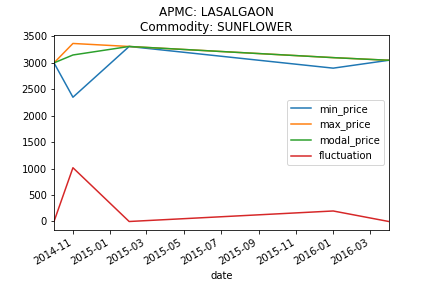 APMC: LASALGAON
Commodity: SUNFLOWER
3500
3000
2500
2000
1500
1000
500
0
min_price
max_price
modal_price
fluctuation
2014-11
2015-01
2015-03
2015-05
2015-07
2015-09
2015-11
2016-01
2016-03
date